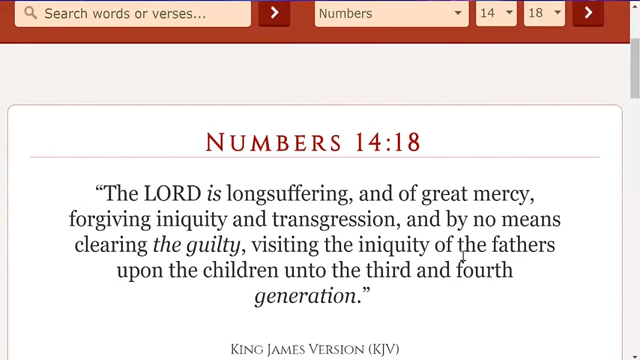 Search words or verses... Numbers 14 18
NUMBERS 14:18
“The LORD is longsuffering, and of great mercy,
forgiving iniquity and transgression, and by no means
clearing the guilty, visiting the iniquity of the fathers
upon the children unto the third and fourth
generation.”
KING JAMES VERSION (KJV)